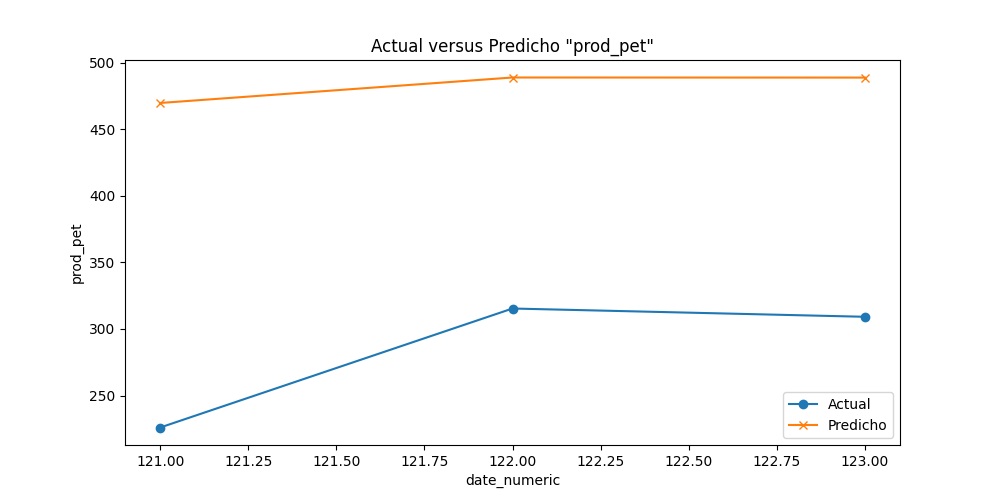 Actual versus Predicho "prod_pet"
500
450
400
350
300
250
prod_pet
121.00 121.25 121.50 121.75 122.00 122.25 122.50 122.75 123.00
date_numeric
Actual
Predicho